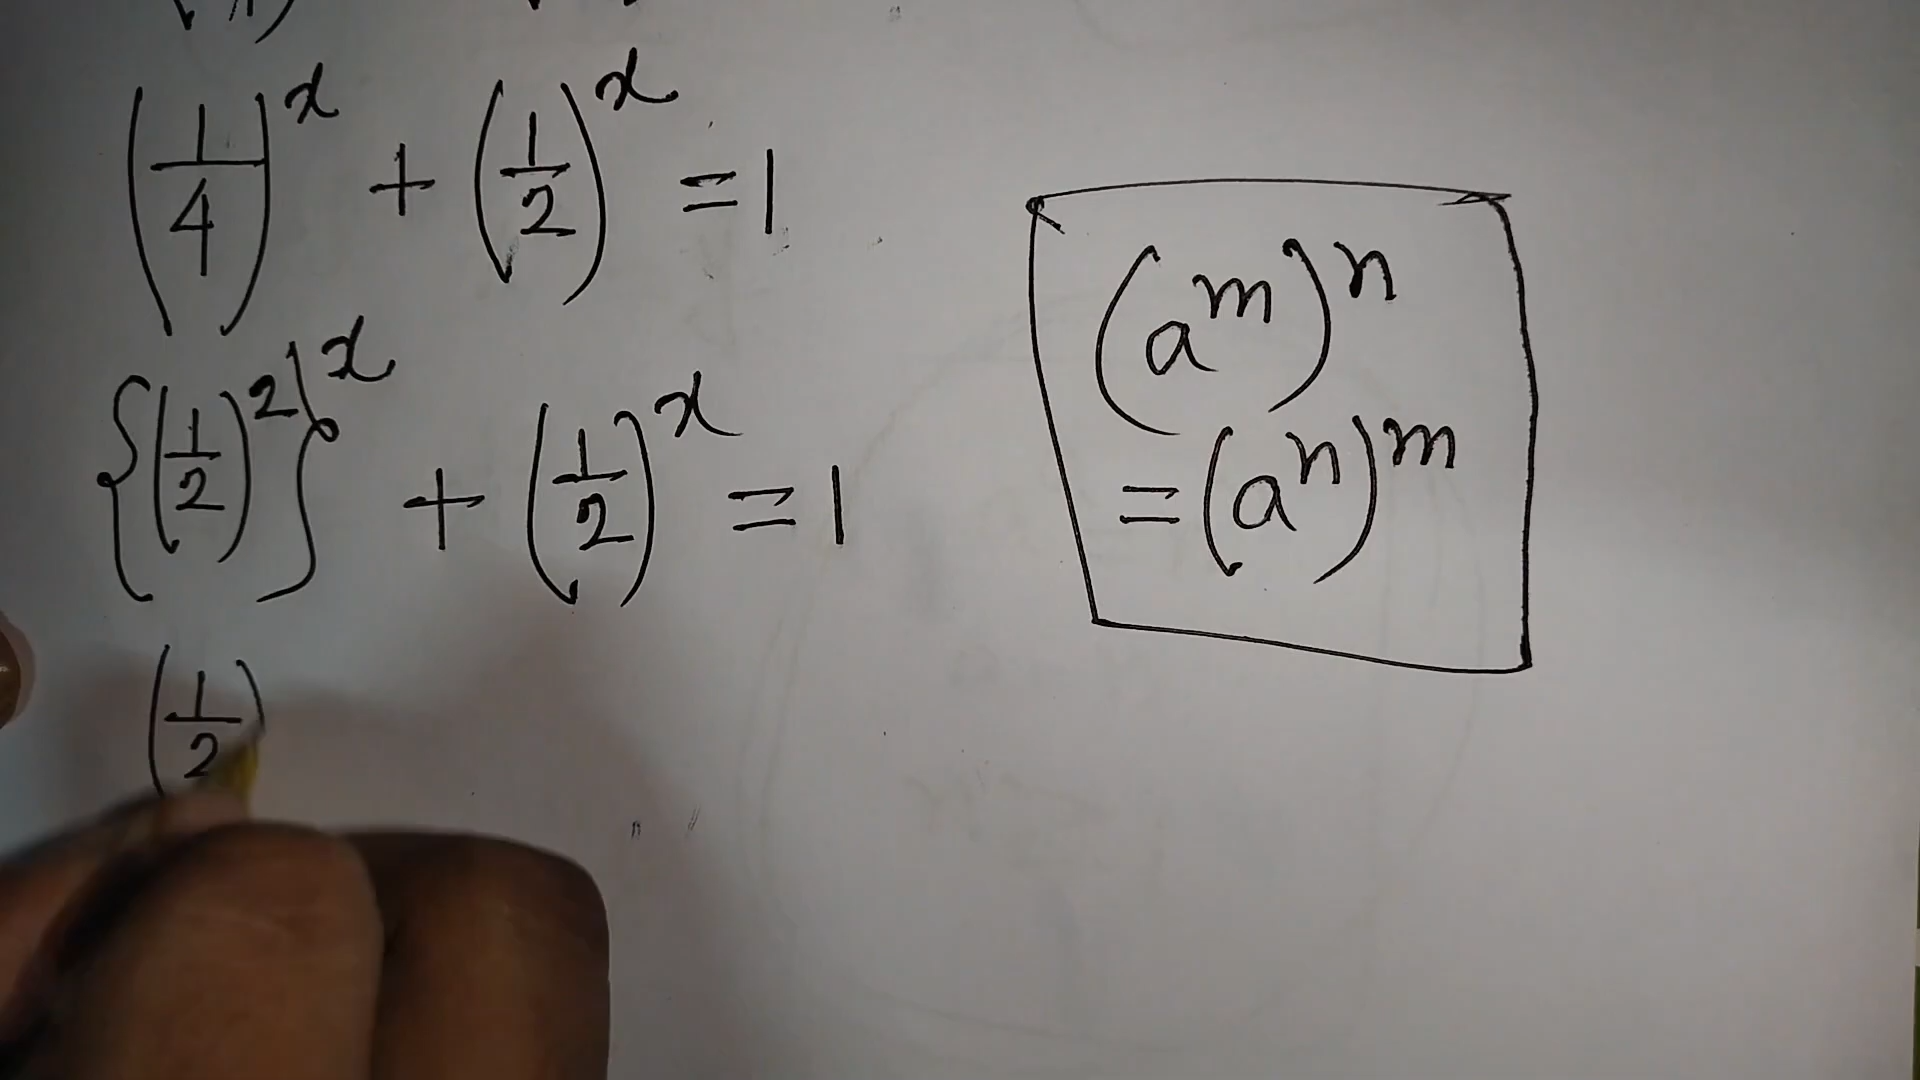 (1/4)^x + (1/2)^x = 1
{(1/2)^2}^x + (1/2)^x = 1
(1/2)
(a^m)^n
= (a^n)^m